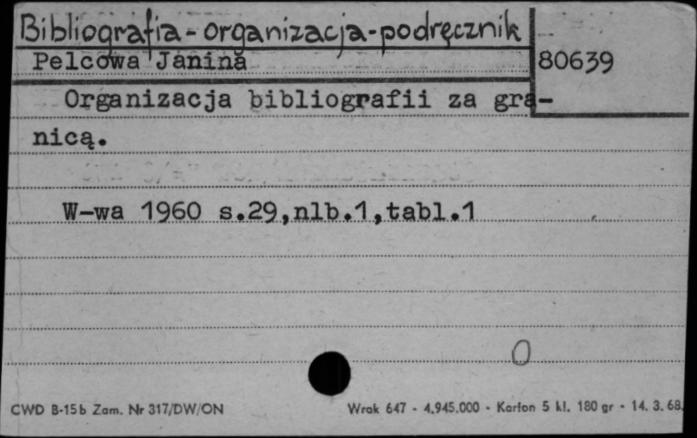 Bibliografia-organizacja-podręcznik
Pelcowa Janina
80639
Organizacja bibliografii za gra-
nicą.
W-wa 1960 s.29,nlb.1,tabl.1
0
CWD B-15b Zam. Nr 317/DW/ON
Wrak 647 - 4.945.000 - Karton 5 kl. 180 gr - 14. 3. 68.